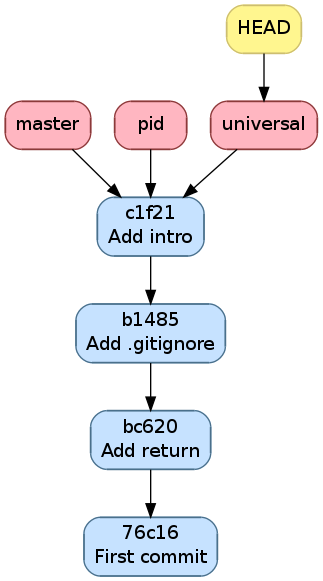 HEAD
master
pid
universal
c1f21
Add intro
b1485
Add .gitignore
bc620
Add return
76c16
First commit